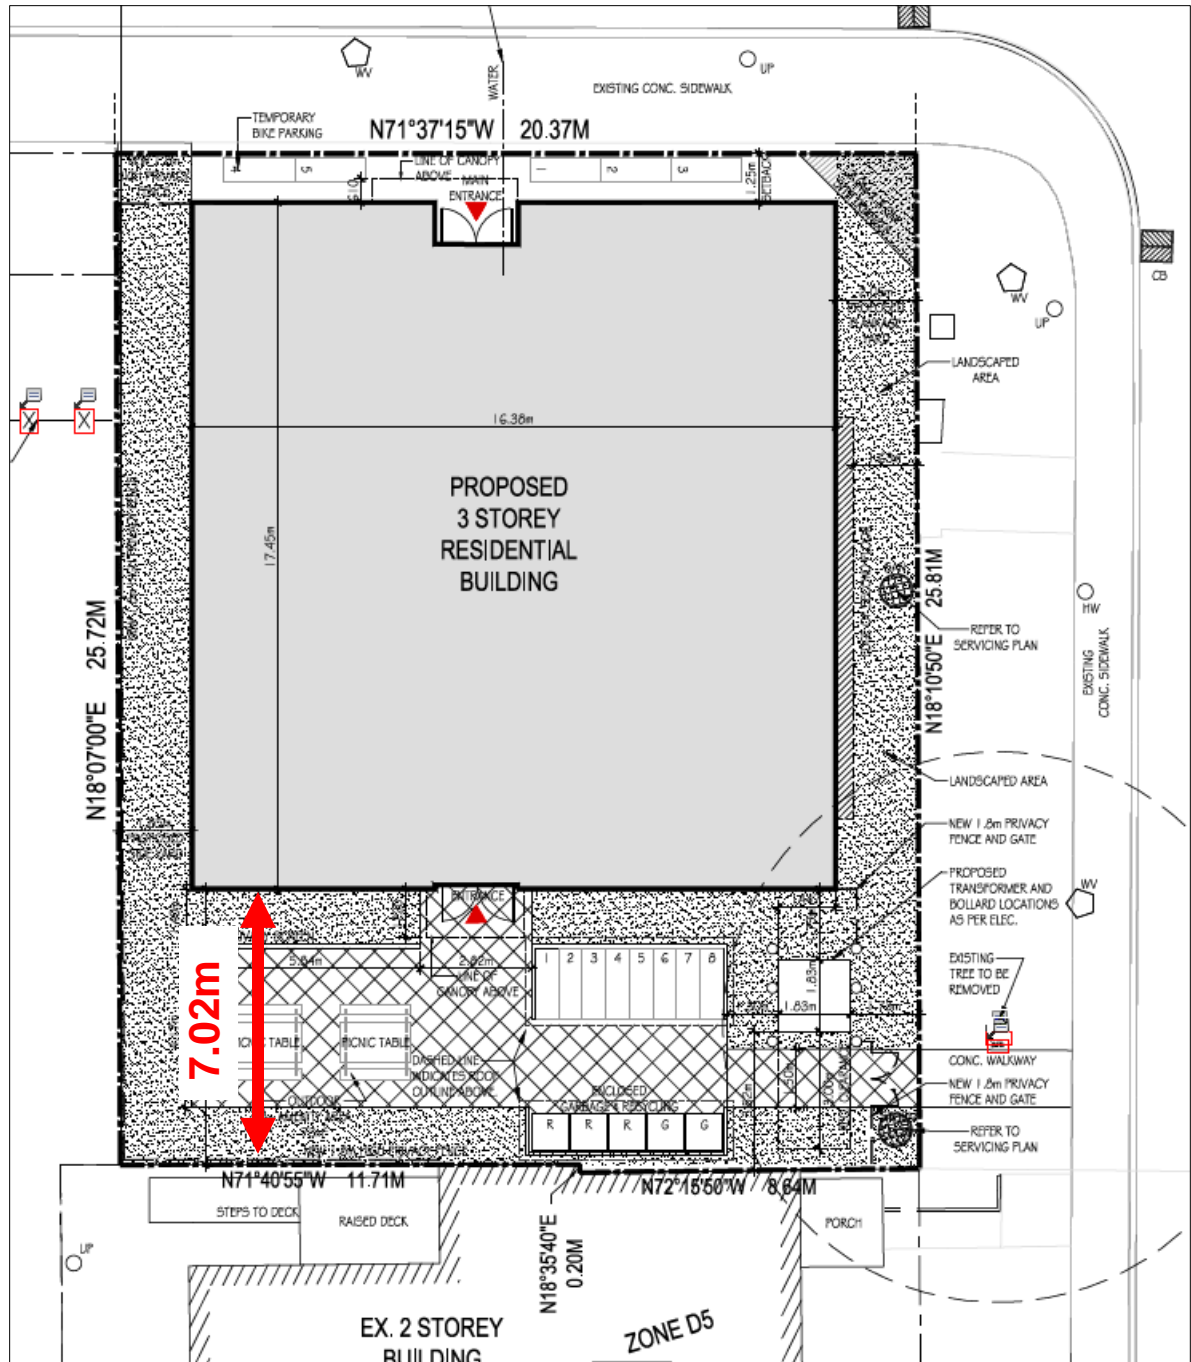 WV
UP
EXISTING CONC. SIDEWALK
WATER
TEMPORARY
BIKE PARKING
N71°37'15"W 20.37M
LINE OF CANOPY
ABOVE
MAIN
ENTRANCE
4
5
1
2
3
1.25m
SETBACK
CB
WV
UP
LANDSCAPED
AREA
16.38m
PROPOSED
3 STOREY
RESIDENTIAL
BUILDING
17.45m
N18°07'00"E 25.72M
N18°10'50"E 25.81M
HW
REFER TO
SERVICING PLAN
EXISTING
CONC. SIDEWALK
LANDSCAPED AREA
NEW 1.8m PRIVACY
FENCE AND GATE
PROPOSED
TRANSFORMER AND
BOLLARD LOCATIONS
AS PER ELEC.
WV
ENTRANCE
7.02m
5.84m
2.82m
LINE OF
CANOPY ABOVE
1 2 3 4 5 6 7 8
1.83m
1.83m
EXISTING
TREE TO BE
REMOVED
PICNIC TABLE
DASHED LINE
INDICATES ROOF
OUTLINE ABOVE.
ENCLOSED
GARBAGE & RECYCLING
R R R G G
CONC. WALKWAY
NEW 1.8m PRIVACY
FENCE AND GATE
REFER TO
SERVICING PLAN
OUTDOOR
N71°40'55"W 11.71M
N72°15'50"W 8.64M
N18°35'40"E
0.20M
STEPS TO DECK
RAISED DECK
PORCH
UP
EX. 2 STOREY
BUILDING
ZONE D5